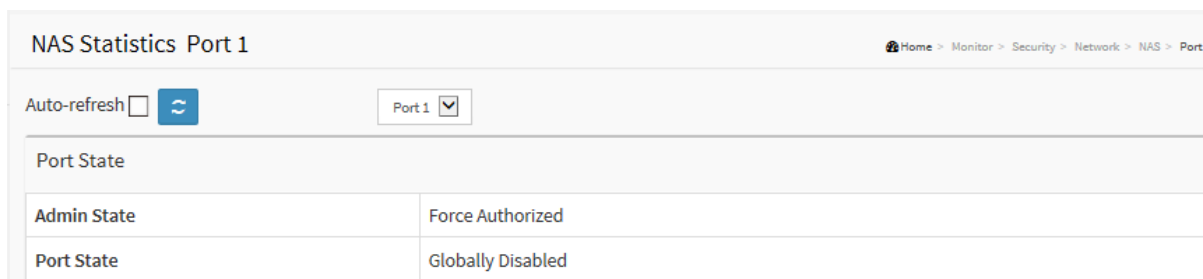 NAS Statistics Port 1
Home > Monitor > Security > Network > NAS > Port
Auto-refresh
Port 1
Port State
Admin State Force Authorized
Port State Globally Disabled